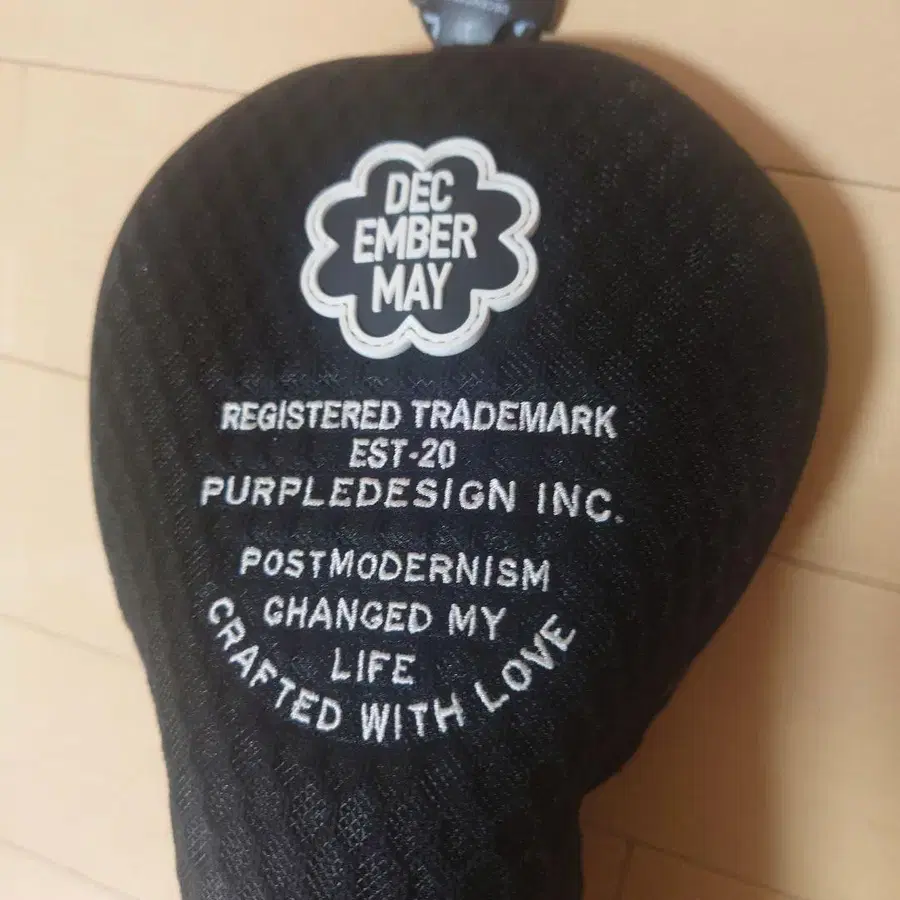 DEC
EMBER
MAY
REGISTERED TRADEMARK
EST-20
PURPLEDESIGN INC.
POSTMODERNISM
CHANGED MY
LIFE
CRAFTED WITH LOVE